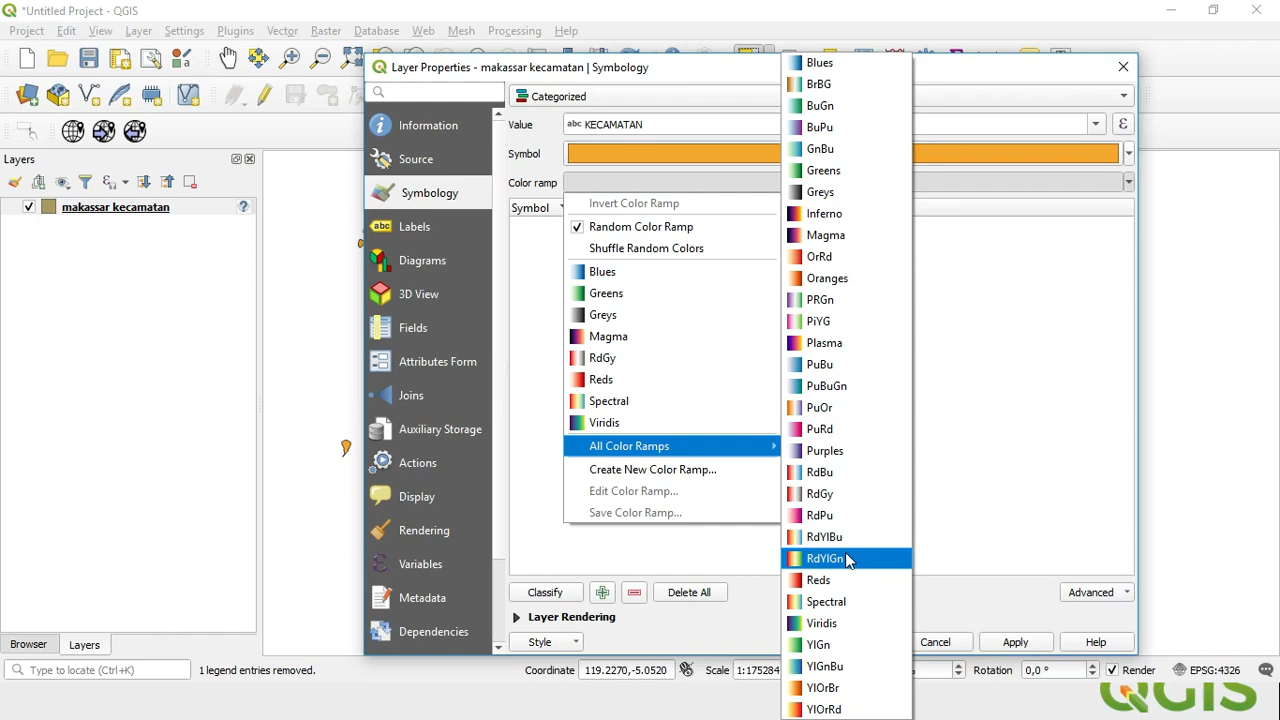 *Untitled Project - QGIS
Project Edit View Layer Settings Plugins Vector Raster Database Web Mesh Processing Help
Layer Properties - makassar kecamatan | Symbology
Information
Source
Symbology
Labels
Diagrams
3D View
Fields
Attributes Form
Joins
Auxiliary Storage
Actions
Display
Rendering
Variables
Metadata
Dependencies
Categorized
Value abc KECAMATAN ε
Symbol
Color ramp
Symbol
Invert Color Ramp
Random Color Ramp
Shuffle Random Colors
Blues
Greens
Greys
Magma
RdGy
Reds
Spectral
Viridis
All Color Ramps
Create New Color Ramp...
Edit Color Ramp...
Save Color Ramp...
Blues
BrBG
BuGn
BuPu
GnBu
Greens
Greys
Inferno
Magma
OrRd
Oranges
PRGn
PiYG
Plasma
PuBu
PuBuGn
PuOr
PuRd
Purples
RdBu
RdGy
RdPu
RdYlBu
RdYlGn
Reds
Spectral
Viridis
YlGn
YlGnBu
YlOrBr
YlOrRd
Classify Delete All Advanced
Layer Rendering
Style Cancel Apply Help
Layers
makassar kecamatan ?
Browser Layers
Type to locate (Ctrl+K) 1 legend entries removed. Coordinate 119.2270,-5.0520 Scale 1:175284 % Rotation 0,0 ° Render EPSG:4326
QGIS